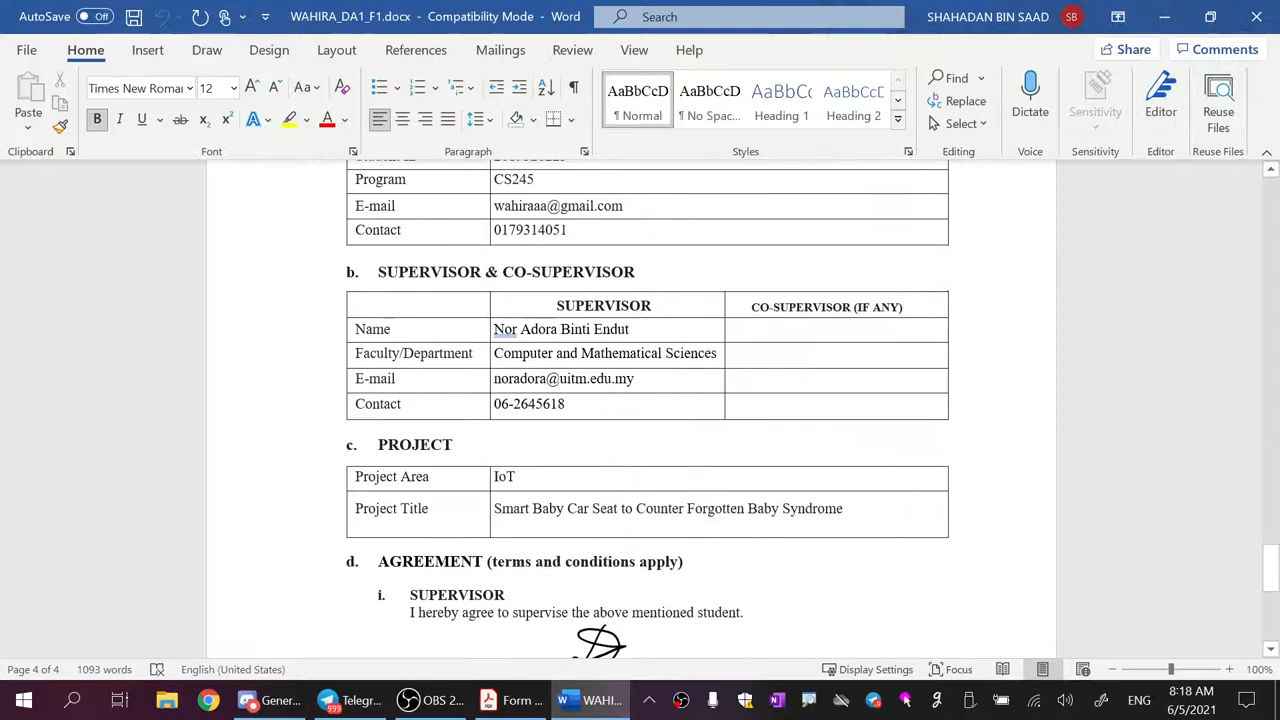 AutoSave Off WAHIRA_DA1_F1.docx - Compatibility Mode - Word Search SHAHADAN BIN SAAD SB
File Home Insert Draw Design Layout References Mailings Review View Help Share Comments
Times New Roma 12 Aa A A
Paste B I U ab x₂ x² A A
AaBbCcD AaBbCcD AaBbCc AaBbCcD
¶ Normal ¶ No Spac... Heading 1 Heading 2
Find
Replace
Select
Dictate Sensitivity Editor Reuse Files
Clipboard Font Paragraph Styles Editing Voice Sensitivity Editor Reuse Files
Program CS245
E-mail wahiraaa@gmail.com
Contact 0179314051
b. SUPERVISOR & CO-SUPERVISOR
SUPERVISOR CO-SUPERVISOR (IF ANY)
Name Nor Adora Binti Endut
Faculty/Department Computer and Mathematical Sciences
E-mail noradora@uitm.edu.my
Contact 06-2645618
c. PROJECT
Project Area IoT
Project Title Smart Baby Car Seat to Counter Forgotten Baby Syndrome
d. AGREEMENT (terms and conditions apply)
i. SUPERVISOR
I hereby agree to supervise the above mentioned student.
Page 4 of 4 1093 words English (United States) Display Settings Focus 100%
Gener... Telegr... 999 OBS 2... Form ... WAHI... ENG 8:18 AM
6/5/2021